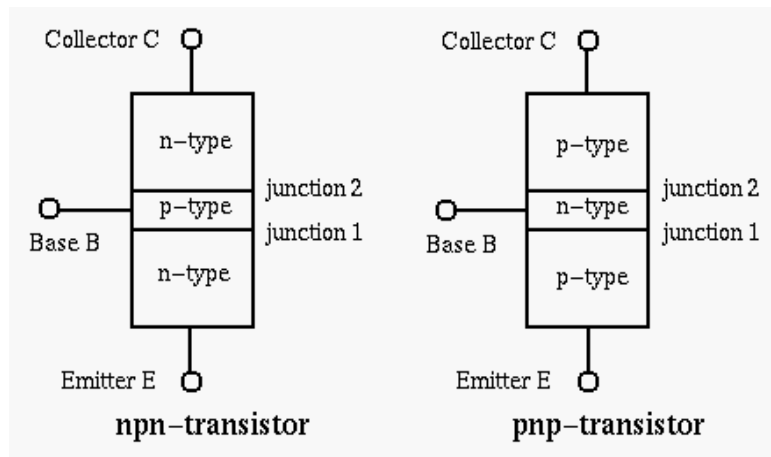 Collector C
n-type
junction 2
p-type
junction 1
Base B
n-type
Emitter E
npn-transistor
Collector C
p-type
junction 2
n-type
junction 1
Base B
p-type
Emitter E
pnp-transistor